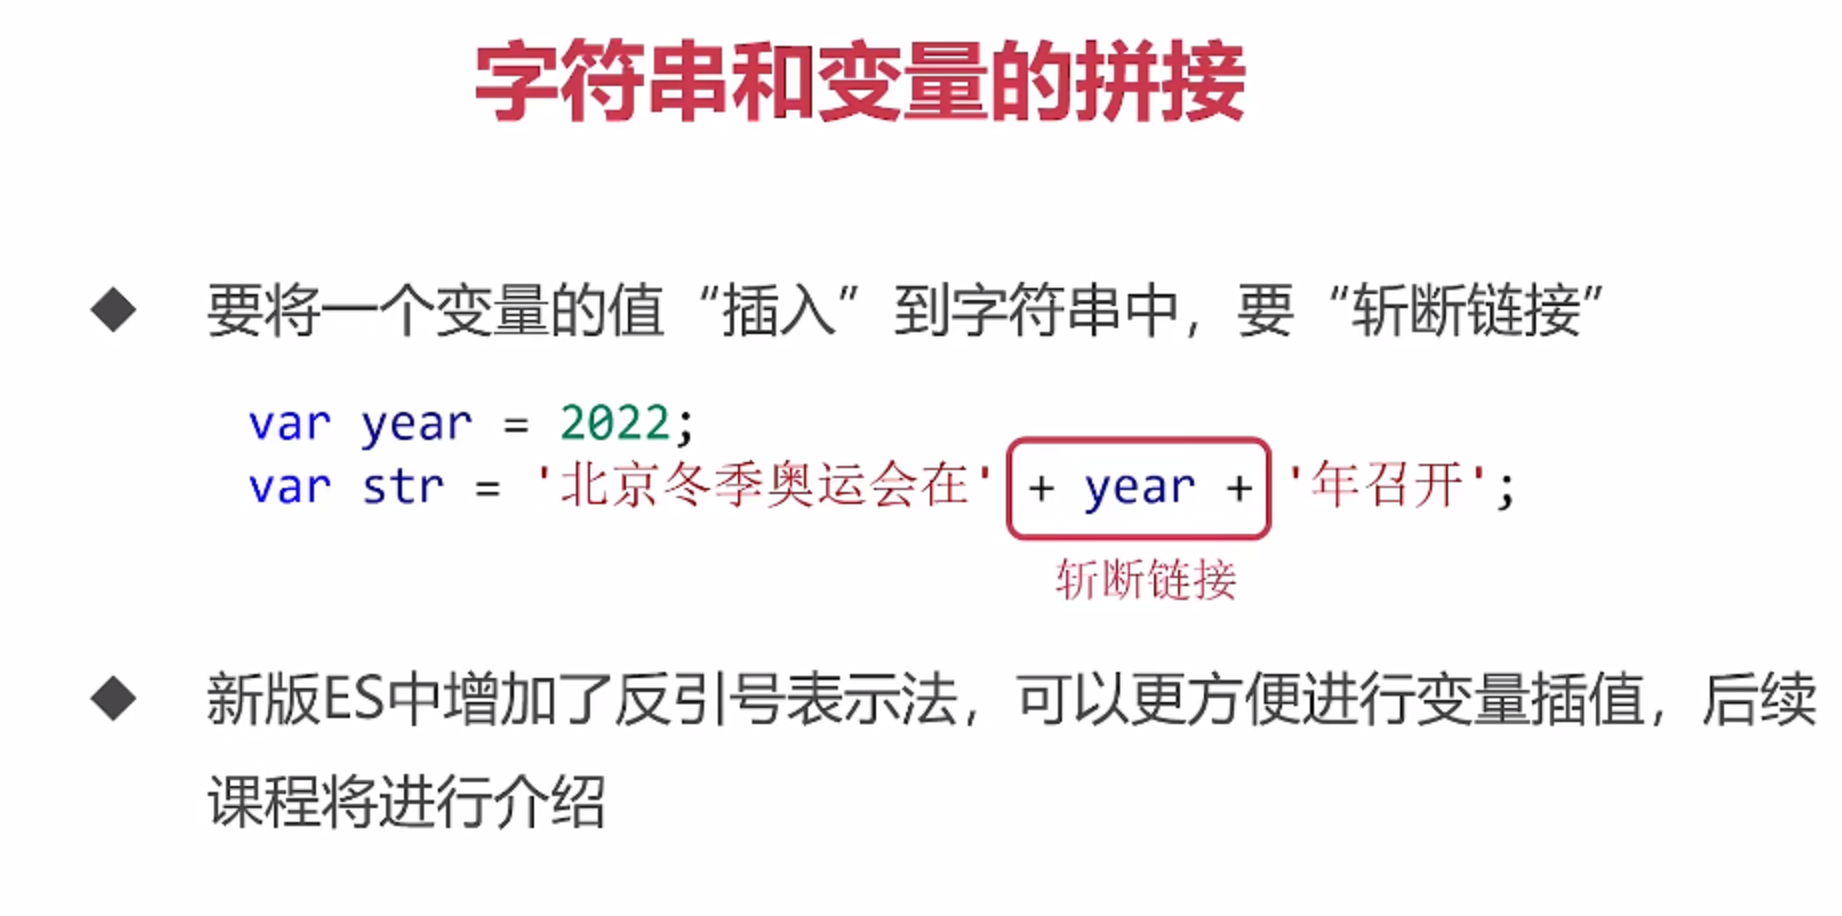 字符串和变量的拼接
要将一个变量的值“插入”到字符串中，要“斩断链接”
var year = 2022;
var str = '北京冬季奥运会在' + year + '年召开';
斩断链接
新版ES中增加了反引号表示法，可以更方便进行变量插值，后续
课程将进行介绍